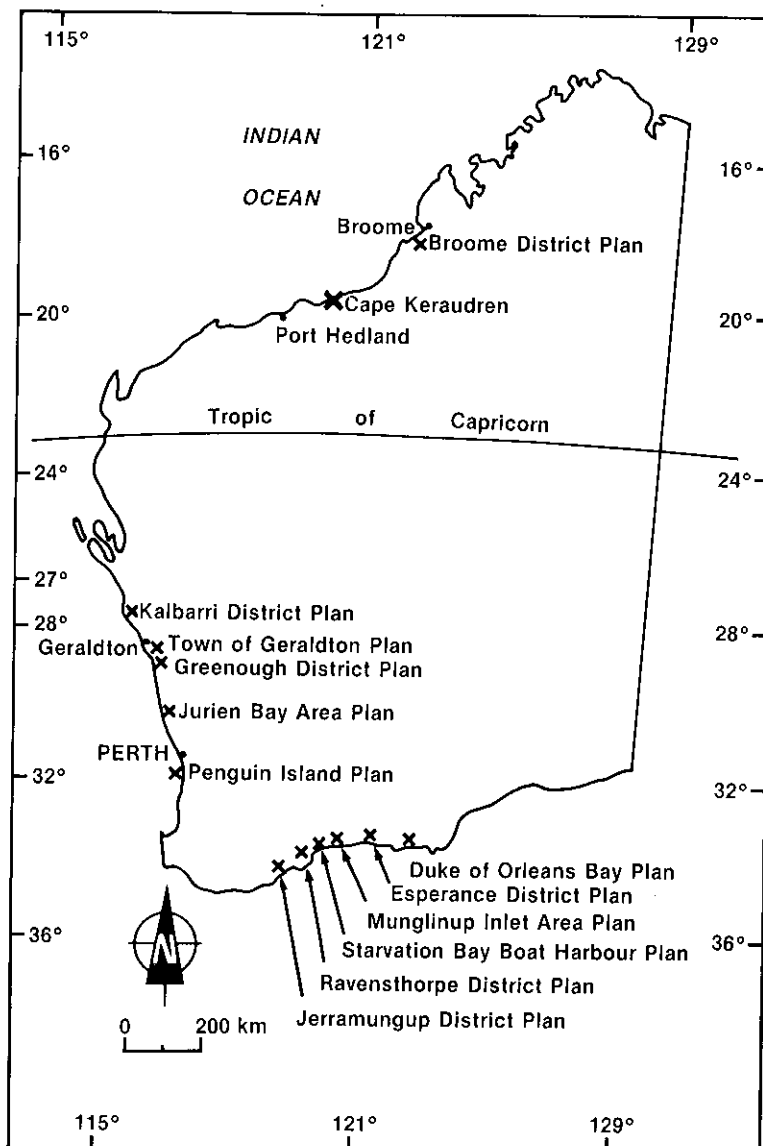 115°
121°
129°
INDIAN
OCEAN
16°
16°
Broome
Broome District Plan
Cape Keraudren
20°
20°
Port Hedland
Tropic of Capricorn
24°
24°
27°
Kalbarri District Plan
28°
28°
Geraldton
Town of Geraldton Plan
Greenough District Plan
Jurien Bay Area Plan
PERTH
Penguin Island Plan
32°
32°
Duke of Orleans Bay Plan
Esperance District Plan
Munglinup Inlet Area Plan
Starvation Bay Boat Harbour Plan
36°
36°
N
Ravensthorpe District Plan
Jerramungup District Plan
0 200 km
115°
121°
129°